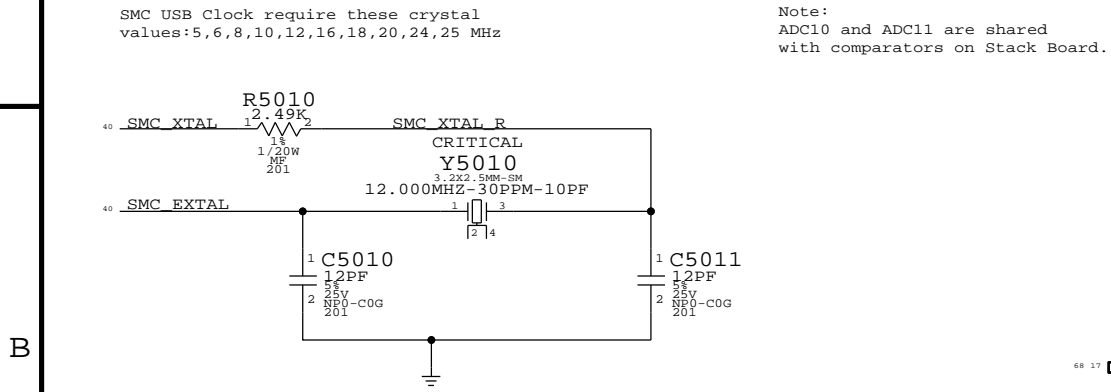 SMC USB Clock require these crystal
values:5,6,8,10,12,16,18,20,24,25 MHz
Note:
ADC10 and ADC11 are shared
with comparators on Stack Board.
R5010
2.49K
40 SMC_XTAL 1 2 SMC_XTAL_R
1%
1/20W
MF
201
CRITICAL
Y5010
3.2X2.5MM-SM
12.000MHZ-30PPM-10PF
40 SMC_EXTAL 1 3
2 4
1 C5010
12PF
5%
25V
2 NP0-C0G
201
1 C5011
12PF
5%
25V
2 NP0-C0G
201
B
68 17